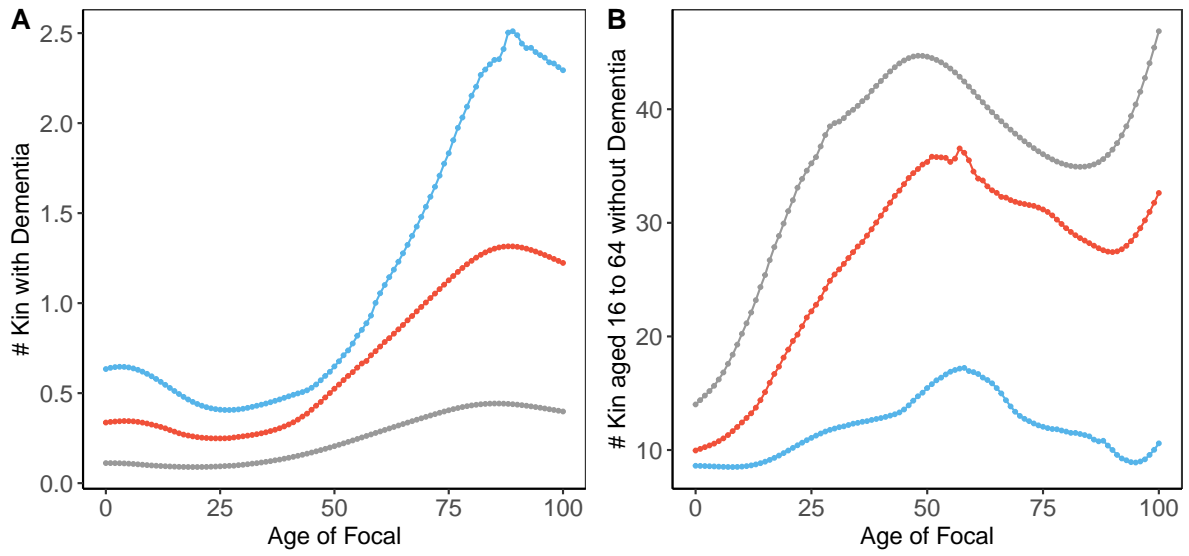 A
# Kin with Dementia
2.5
2.0
1.5
1.0
0.5
0.0
0 25 50 75 100
Age of Focal
B
# Kin aged 16 to 64 without Dementia
40
30
20
10
0 25 50 75 100
Age of Focal